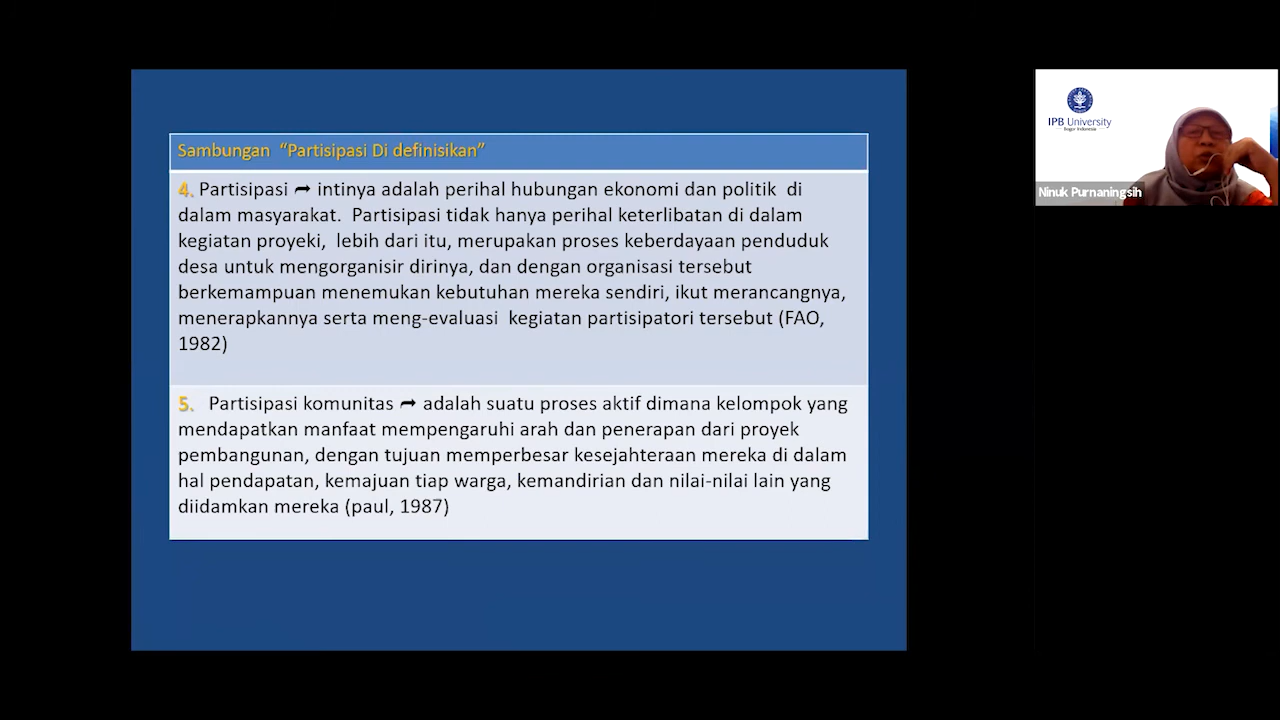 Sambungan "Partisipasi Di definisikan"
4. Partisipasi ➦ intinya adalah perihal hubungan ekonomi dan politik di
dalam masyarakat. Partisipasi tidak hanya perihal keterlibatan di dalam
kegiatan proyeki, lebih dari itu, merupakan proses keberdayaan penduduk
desa untuk mengorganisir dirinya, dan dengan organisasi tersebut
berkemampuan menemukan kebutuhan mereka sendiri, ikut merancangnya,
menerapkannya serta meng-evaluasi kegiatan partisipatori tersebut (FAO,
1982)
5. Partisipasi komunitas ➦ adalah suatu proses aktif dimana kelompok yang
mendapatkan manfaat mempengaruhi arah dan penerapan dari proyek
pembangunan, dengan tujuan memperbesar kesejahteraan mereka di dalam
hal pendapatan, kemajuan tiap warga, kemandirian dan nilai-nilai lain yang
diidamkan mereka (paul, 1987)
IPB University
Bogor Indonesia
Ninuk Purnaningsih